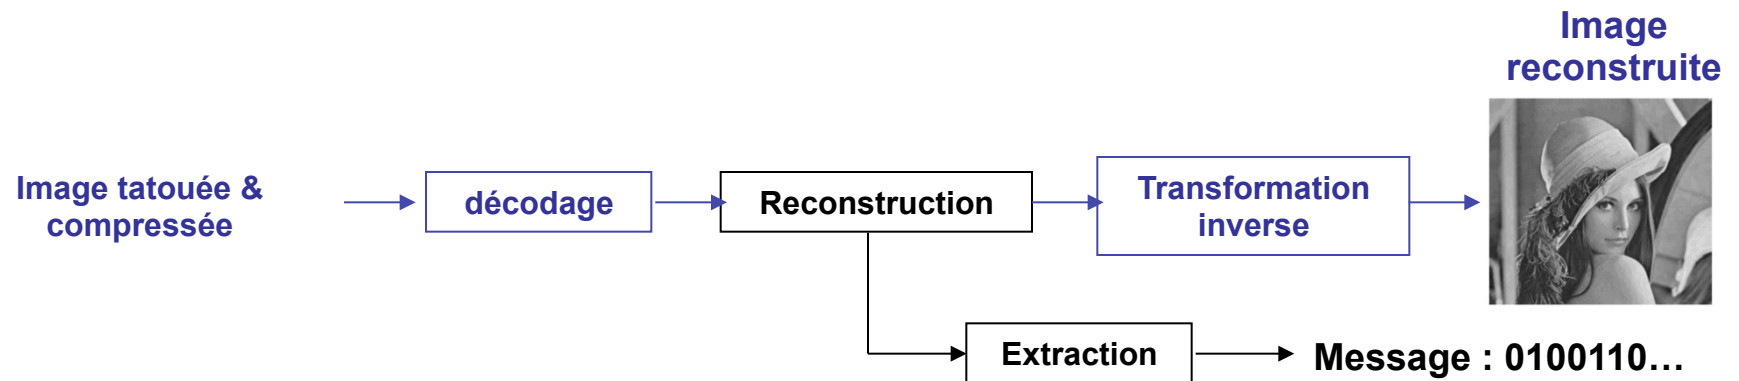 Image
reconstruite
Image tatouée &
compressée
décodage
Reconstruction
Transformation
inverse
Extraction
Message : 0100110…